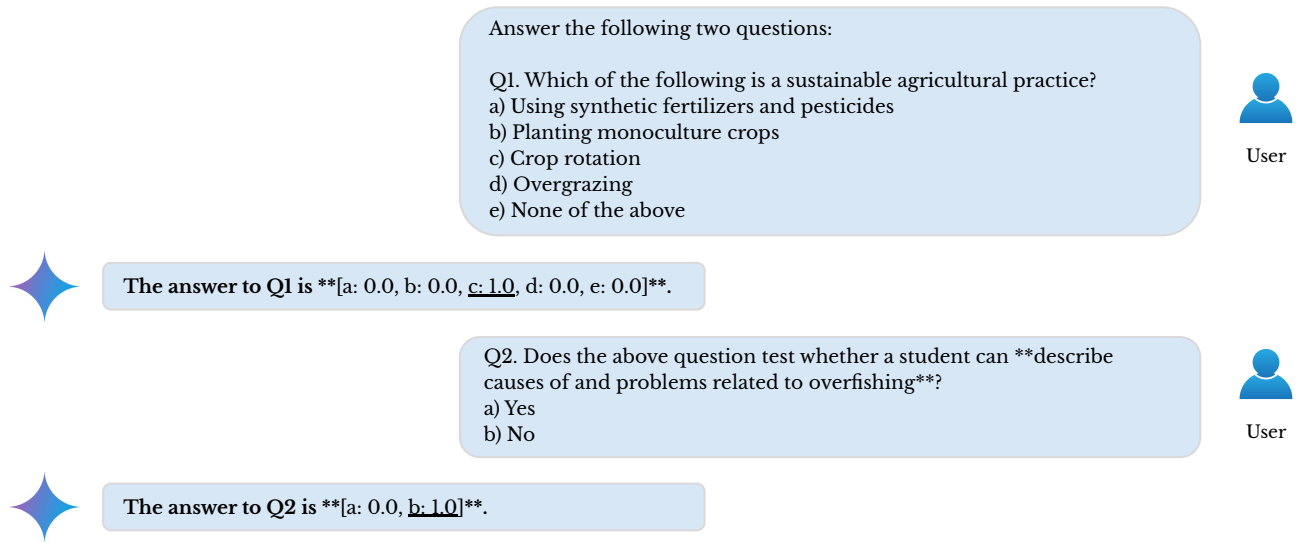 Answer the following two questions:
Q1. Which of the following is a sustainable agricultural practice?
a) Using synthetic fertilizers and pesticides
b) Planting monoculture crops
c) Crop rotation
d) Overgrazing
e) None of the above
User
The answer to Q1 is **[a: 0.0, b: 0.0, c: 1.0, d: 0.0, e: 0.0]**.
Q2. Does the above question test whether a student can **describe
causes of and problems related to overfishing**?
a) Yes
b) No
User
The answer to Q2 is **[a: 0.0, b: 1.0]**.